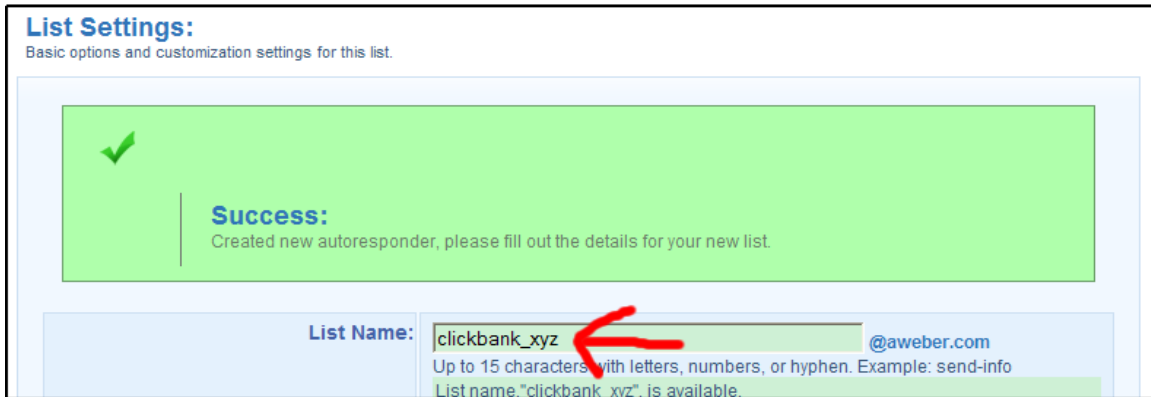 List Settings:
Basic options and customization settings for this list.
Success:
Created new autoresponder, please fill out the details for your new list.
List Name:
clickbank_xyz @aweber.com
Up to 15 characters with letters, numbers, or hyphen. Example: send-info
List name "clickbank_xyz", is available.